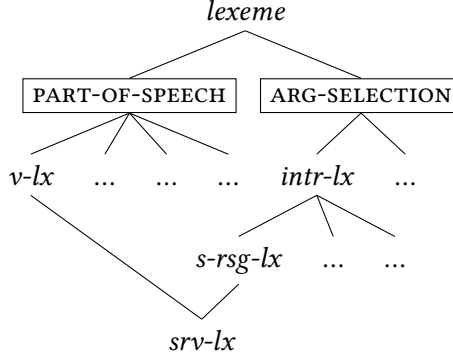 lexeme
PART-OF-SPEECH ARG-SELECTION
v-lx ... ... ... intr-lx ...
s-rsg-lx ... ...
srv-lx